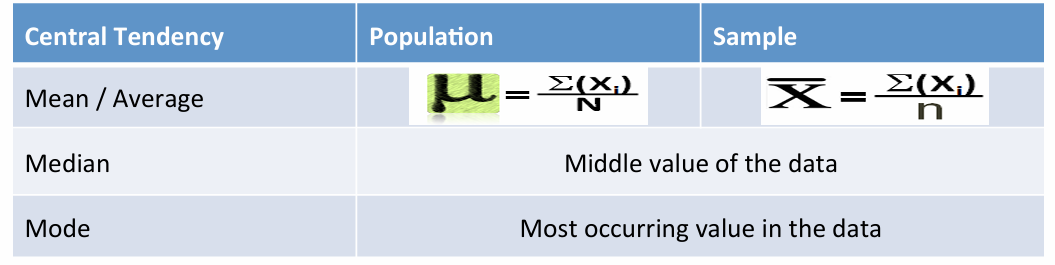 Central Tendency Population Sample
Mean / Average μ = Σ(Xᵢ)/N X̅ = Σ(Xᵢ)/n
Median Middle value of the data
Mode Most occurring value in the data